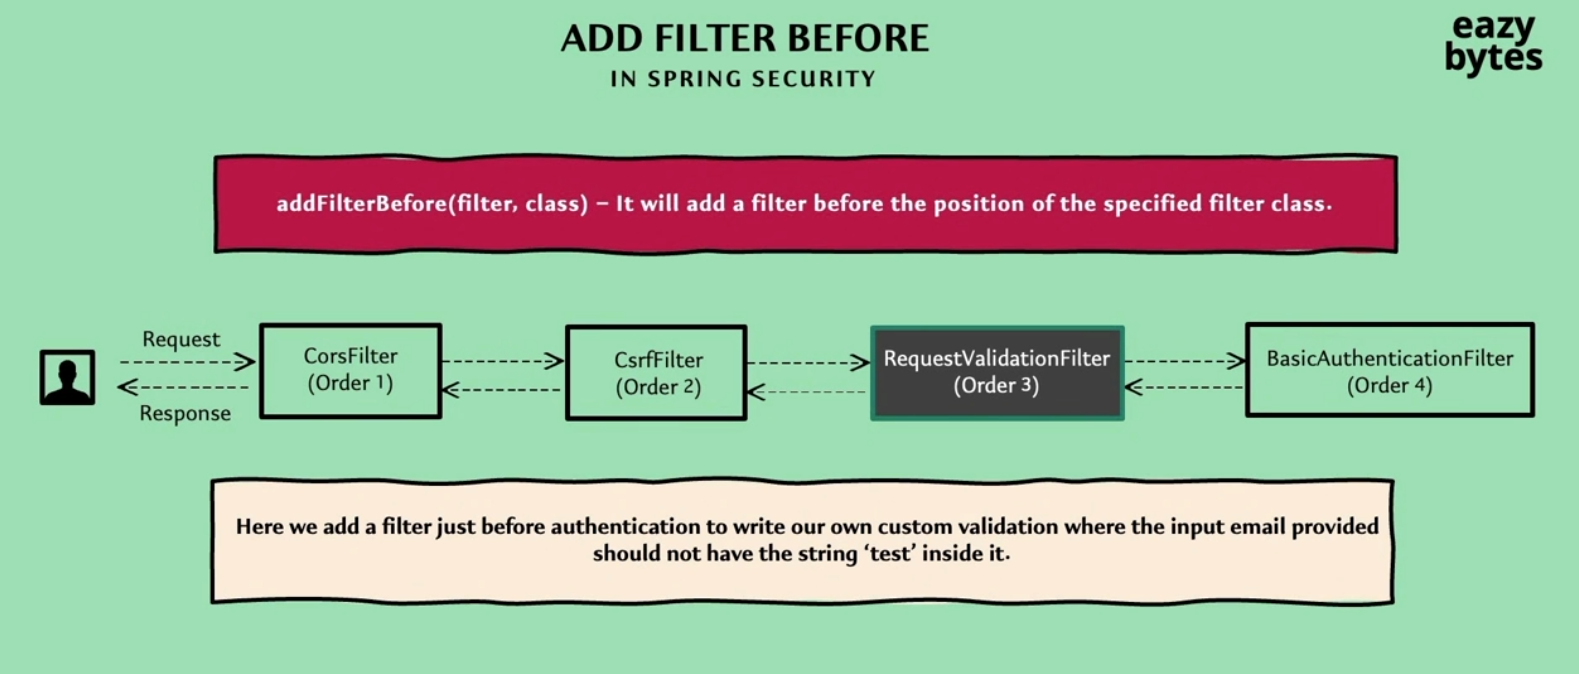 eazy
bytes
ADD FILTER BEFORE
IN SPRING SECURITY
addFilterBefore(filter, class) – It will add a filter before the position of the specified filter class.
Request
Response
CorsFilter
(Order 1)
CsrfFilter
(Order 2)
RequestValidationFilter
(Order 3)
BasicAuthenticationFilter
(Order 4)
Here we add a filter just before authentication to write our own custom validation where the input email provided
should not have the string ‘test’ inside it.